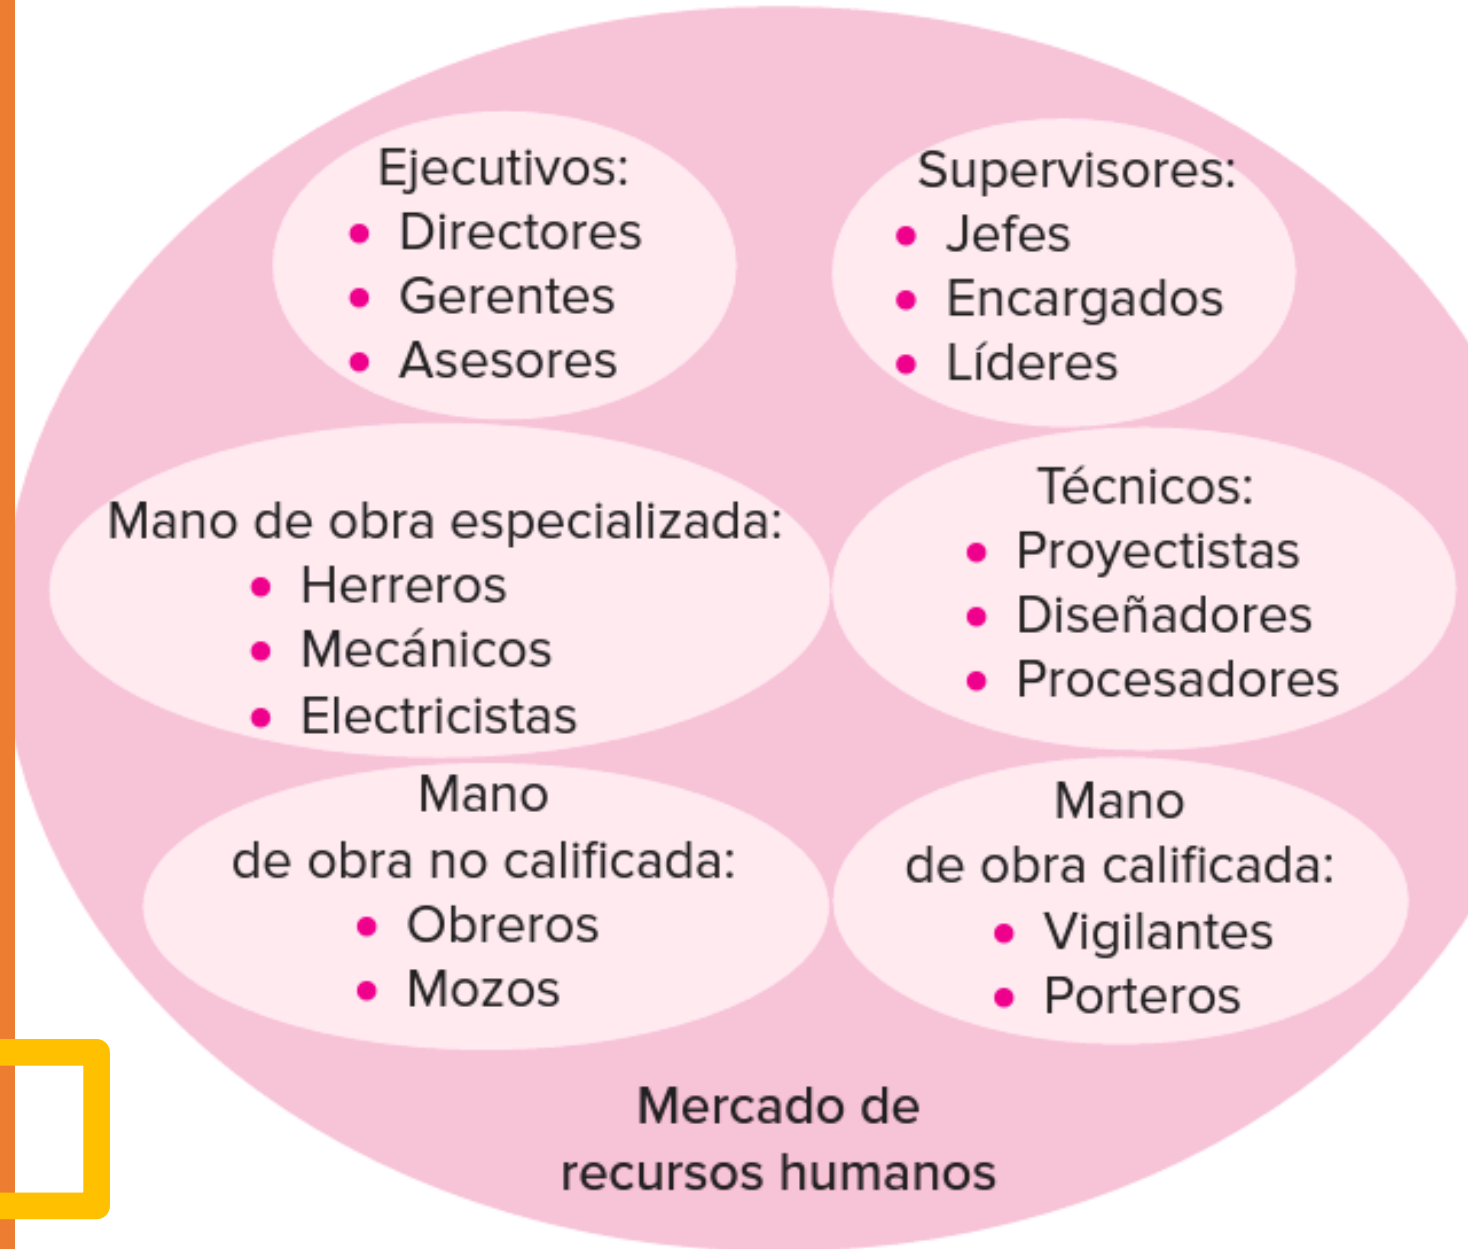 Ejecutivos:
• Directores
• Gerentes
• Asesores
Supervisores:
• Jefes
• Encargados
• Líderes
Mano de obra especializada:
• Herreros
• Mecánicos
• Electricistas
Técnicos:
• Proyectistas
• Diseñadores
• Procesadores
Mano
de obra no calificada:
• Obreros
• Mozos
Mano
de obra calificada:
• Vigilantes
• Porteros
Mercado de
recursos humanos